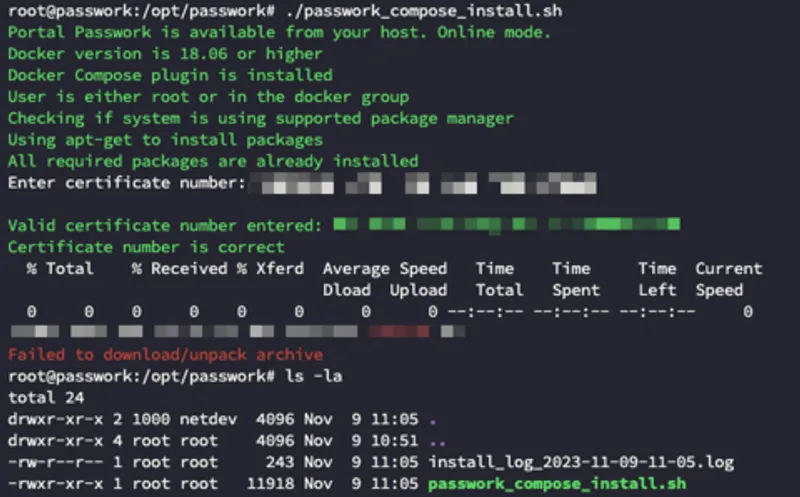 root@passwork:/opt/passwork# ./passwork_compose_install.sh
Portal Passwork is available from your host. Online mode.
Docker version is 18.06 or higher
Docker Compose plugin is installed
User is either root or in the docker group
Checking if system is using supported package manager
Using apt-get to install packages
All required packages are already installed
Enter certificate number:
Valid certificate number entered:
Certificate number is correct
% Total % Received % Xferd Average Speed Time Time Time Current
Dload Upload Total Spent Left Speed
0 0 0 0 0 0 0 0 --:--:-- --:--:-- --:--:-- 0
Failed to download/unpack archive
root@passwork:/opt/passwork# ls -la
total 24
drwxr-xr-x 2 1000 netdev 4096 Nov 9 11:05 .
drwxr-xr-x 4 root root 4096 Nov 9 10:51 ..
-rw-r--r-- 1 root root 243 Nov 9 11:05 install_log_2023-11-09-11-05.log
-rwxr-xr-x 1 root root 11918 Nov 9 11:05 passwork_compose_install.sh